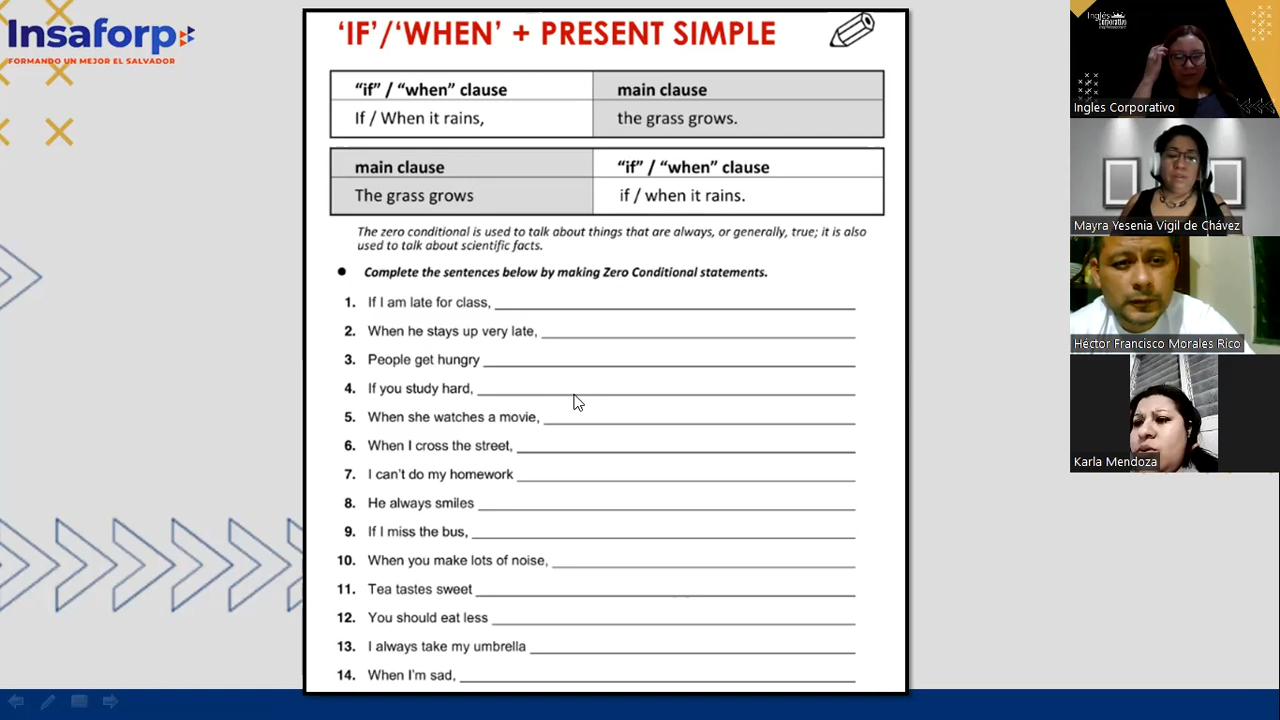 Insaforp
FORMANDO UN MEJOR EL SALVADOR
'IF'/'WHEN' + PRESENT SIMPLE
"if" / "when" clause main clause
If / When it rains, the grass grows.
main clause "if" / "when" clause
The grass grows if / when it rains.
The zero conditional is used to talk about things that are always, or generally, true; it is also
used to talk about scientific facts.
● Complete the sentences below by making Zero Conditional statements.
1. If I am late for class,
2. When he stays up very late,
3. People get hungry
4. If you study hard,
5. When she watches a movie,
6. When I cross the street,
7. I can't do my homework
8. He always smiles
9. If I miss the bus,
10. When you make lots of noise,
11. Tea tastes sweet
12. You should eat less
13. I always take my umbrella
14. When I'm sad,
Inglés
Corporativo
Ingles Corporativo
Mayra Yesenia Vigil de Chávez
Héctor Francisco Morales Rico
Karla Mendoza